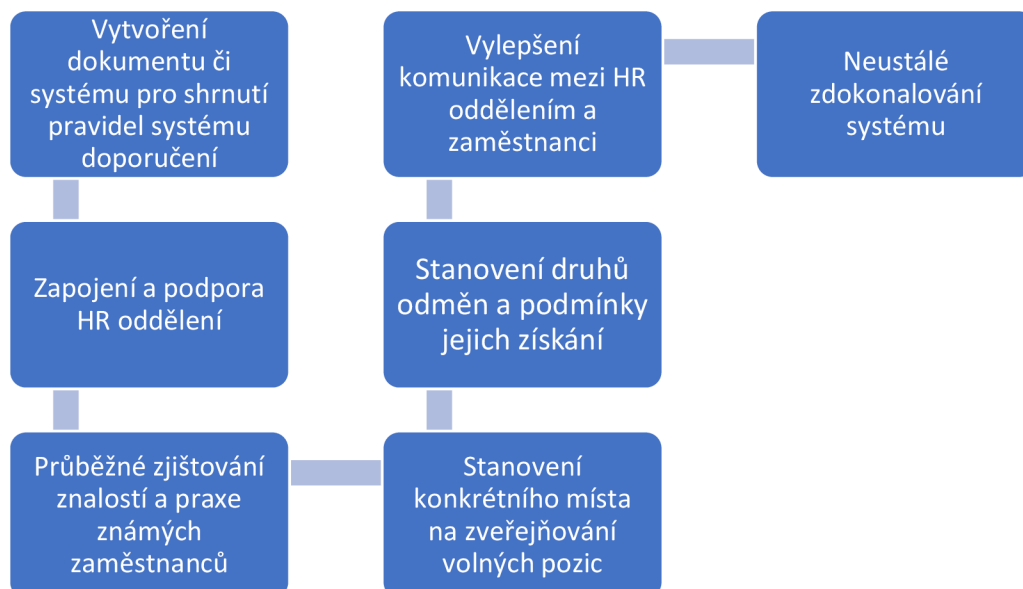 Vytvoření
dokumentu či
systému pro shrnutí
pravidel systému
doporučení
Zapojení a podpora
HR oddělení
Průběžné zjištování
znalostí a praxe
známých
zaměstnanců
Stanovení
konkrétního místa
na zveřejňování
volných pozic
Stanovení druhů
odměn a podmínky
jejich získání
Vylepšení
komunikace mezi HR
oddělením a
zaměstnanci
Neustálé
zdokonalování
systému